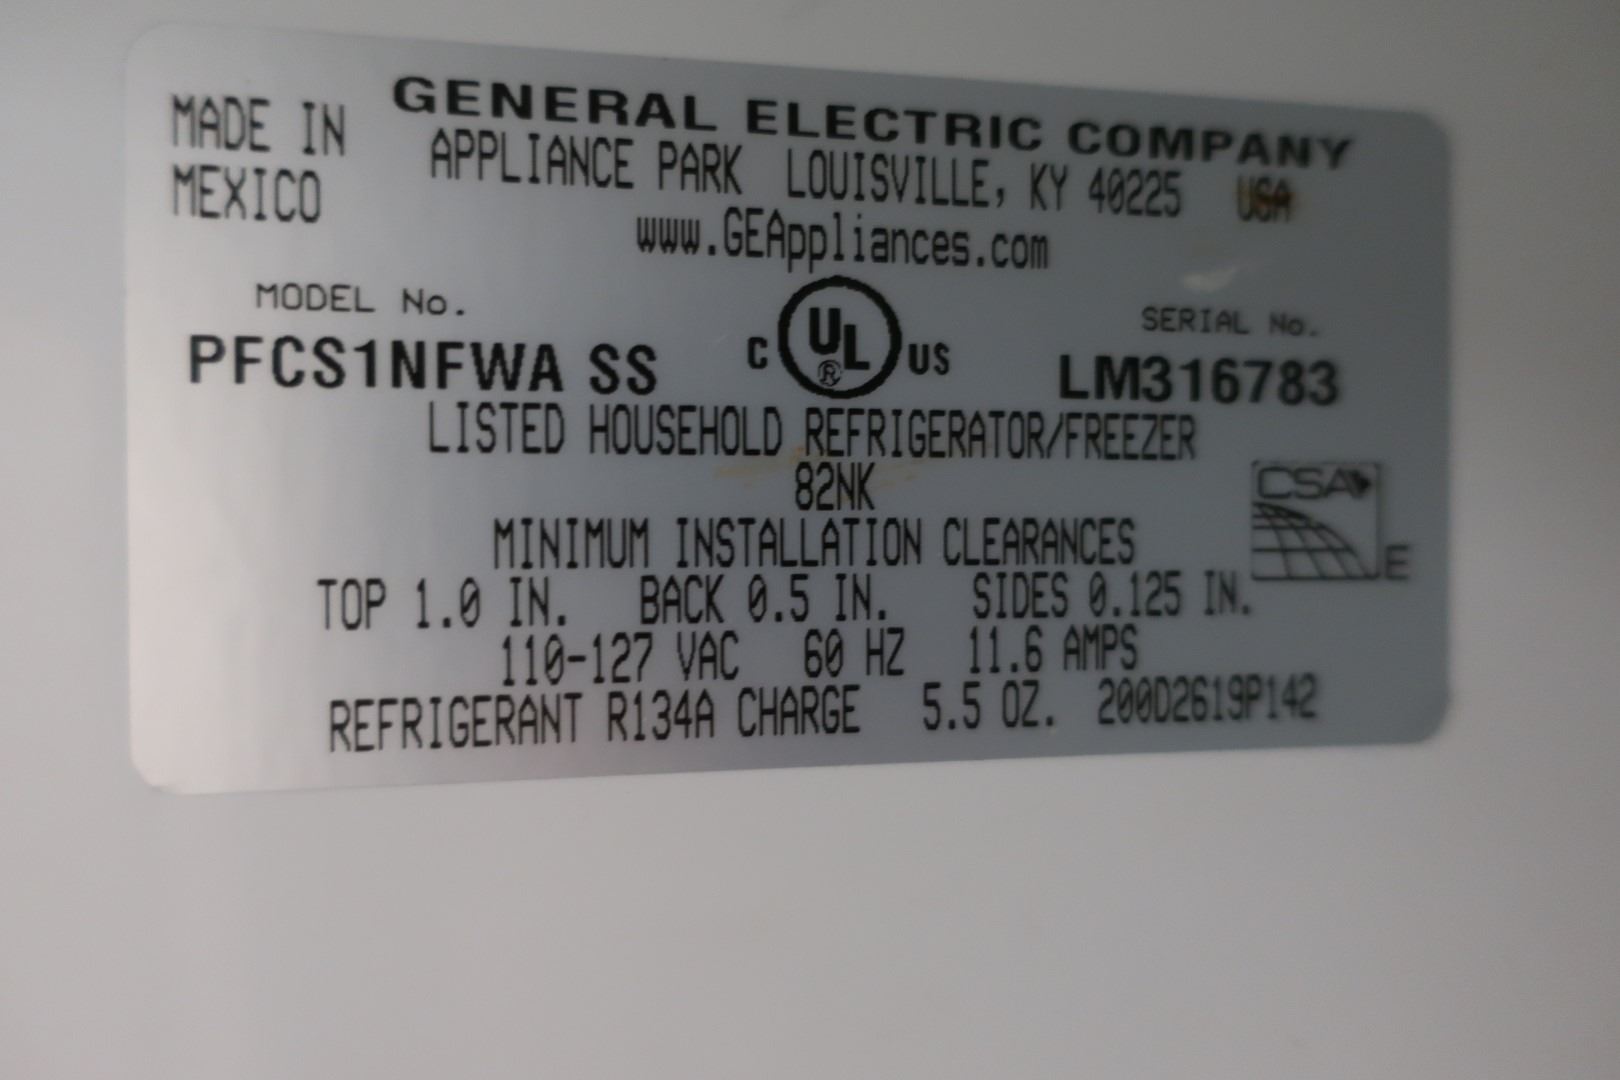 MADE IN
MEXICO
GENERAL ELECTRIC COMPANY
APPLIANCE PARK LOUISVILLE, KY 40225 USA
www.GEAppliances.com
MODEL No.
PFCS1NFWA SS
C UL ® US
SERIAL No.
LM316783
LISTED HOUSEHOLD REFRIGERATOR/FREEZER
82NK
CSA E
MINIMUM INSTALLATION CLEARANCES
TOP 1.0 IN. BACK 0.5 IN. SIDES 0.125 IN.
110-127 VAC 60 HZ 11.6 AMPS
REFRIGERANT R134A CHARGE 5.5 OZ. 200D2619P142